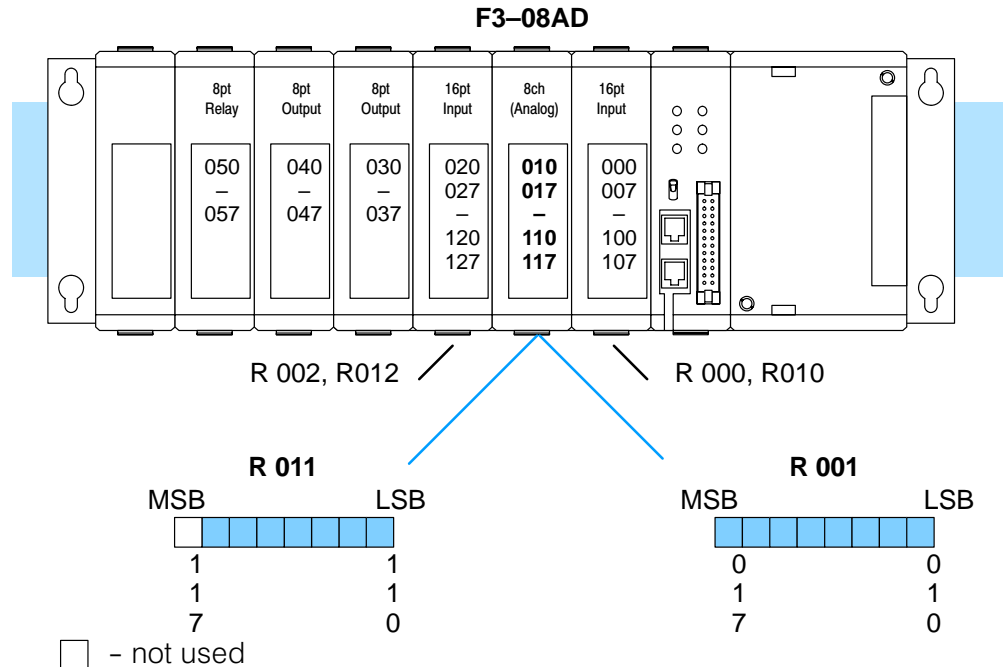 F3–08AD
8pt
Relay
8pt
Output
8pt
Output
16pt
Input
8ch
(Analog)
16pt
Input
050
–
057
040
–
047
030
–
037
020
027
–
120
127
010
017
–
110
117
000
007
–
100
107
R 002, R012
R 000, R010
R 011
MSB LSB
1 1
1 1
7 0
R 001
MSB LSB
0 0
1 1
7 0
- not used